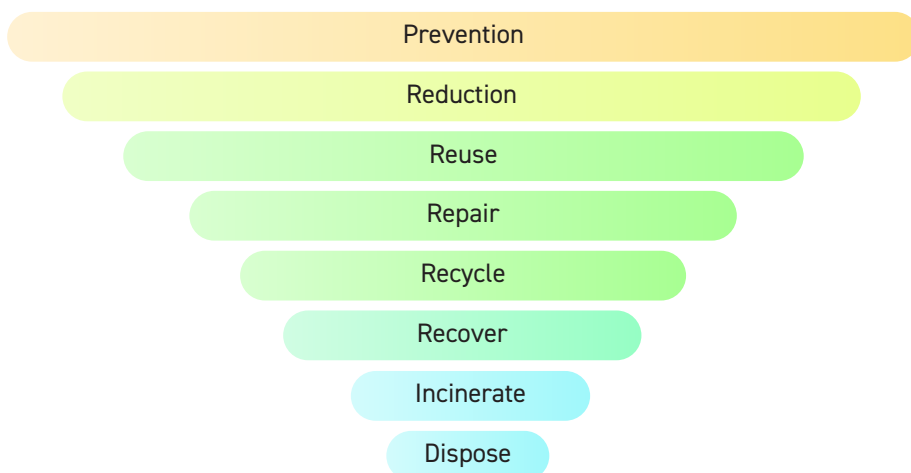 Prevention
Reduction
Reuse
Repair
Recycle
Recover
Incinerate
Dispose